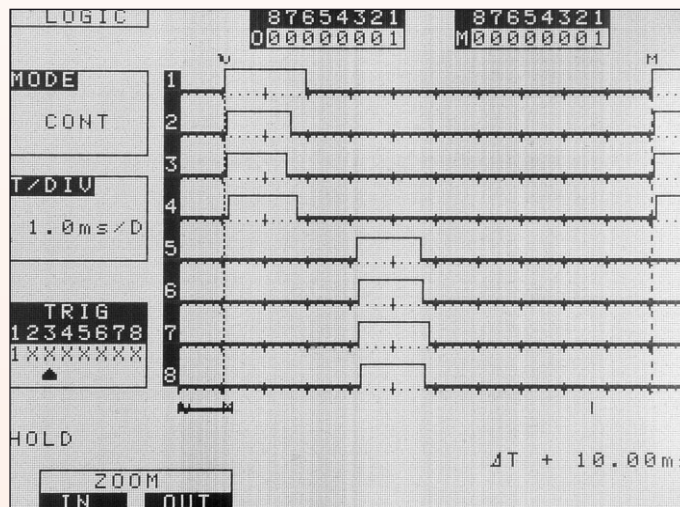 LOGIC
87654321
O00000001
87654321
M00000001
MODE
CONT
T/DIV
1.0ms/D
TRIG
12345678
1XXXXXXX
HOLD
ZOOM
IN OUT
M
1
2
3
4
5
6
7
8
M
ΔT + 10.00ms